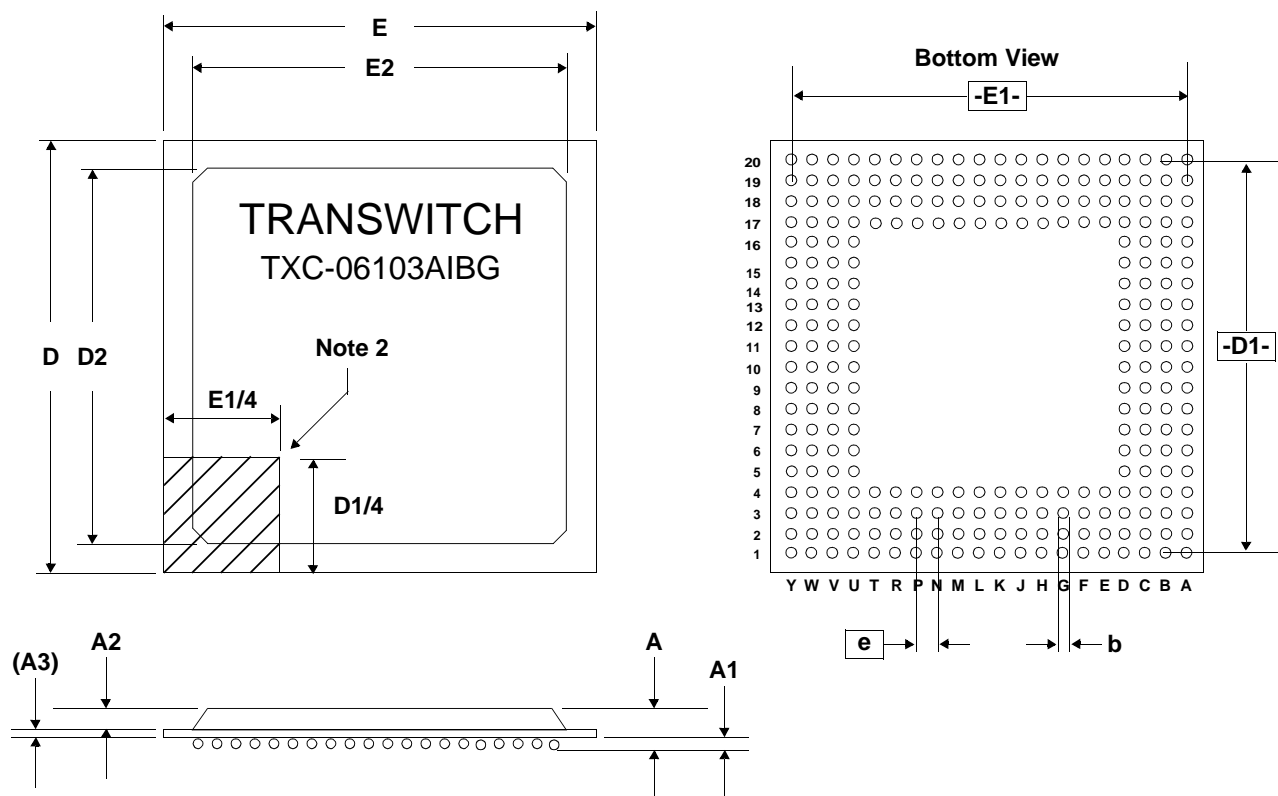 E
E2
Bottom View
-E1-
TRANSWITCH
TXC-06103AIBG
D
D2
Note 2
E1/4
D1/4
20
19
18
17
16
15
14
13
12
11
10
9
8
7
6
5
4
3
2
1
-D1-
Y W V U T R P N M L K J H G F E D C B A
e
b
(A3)
A2
A
A1